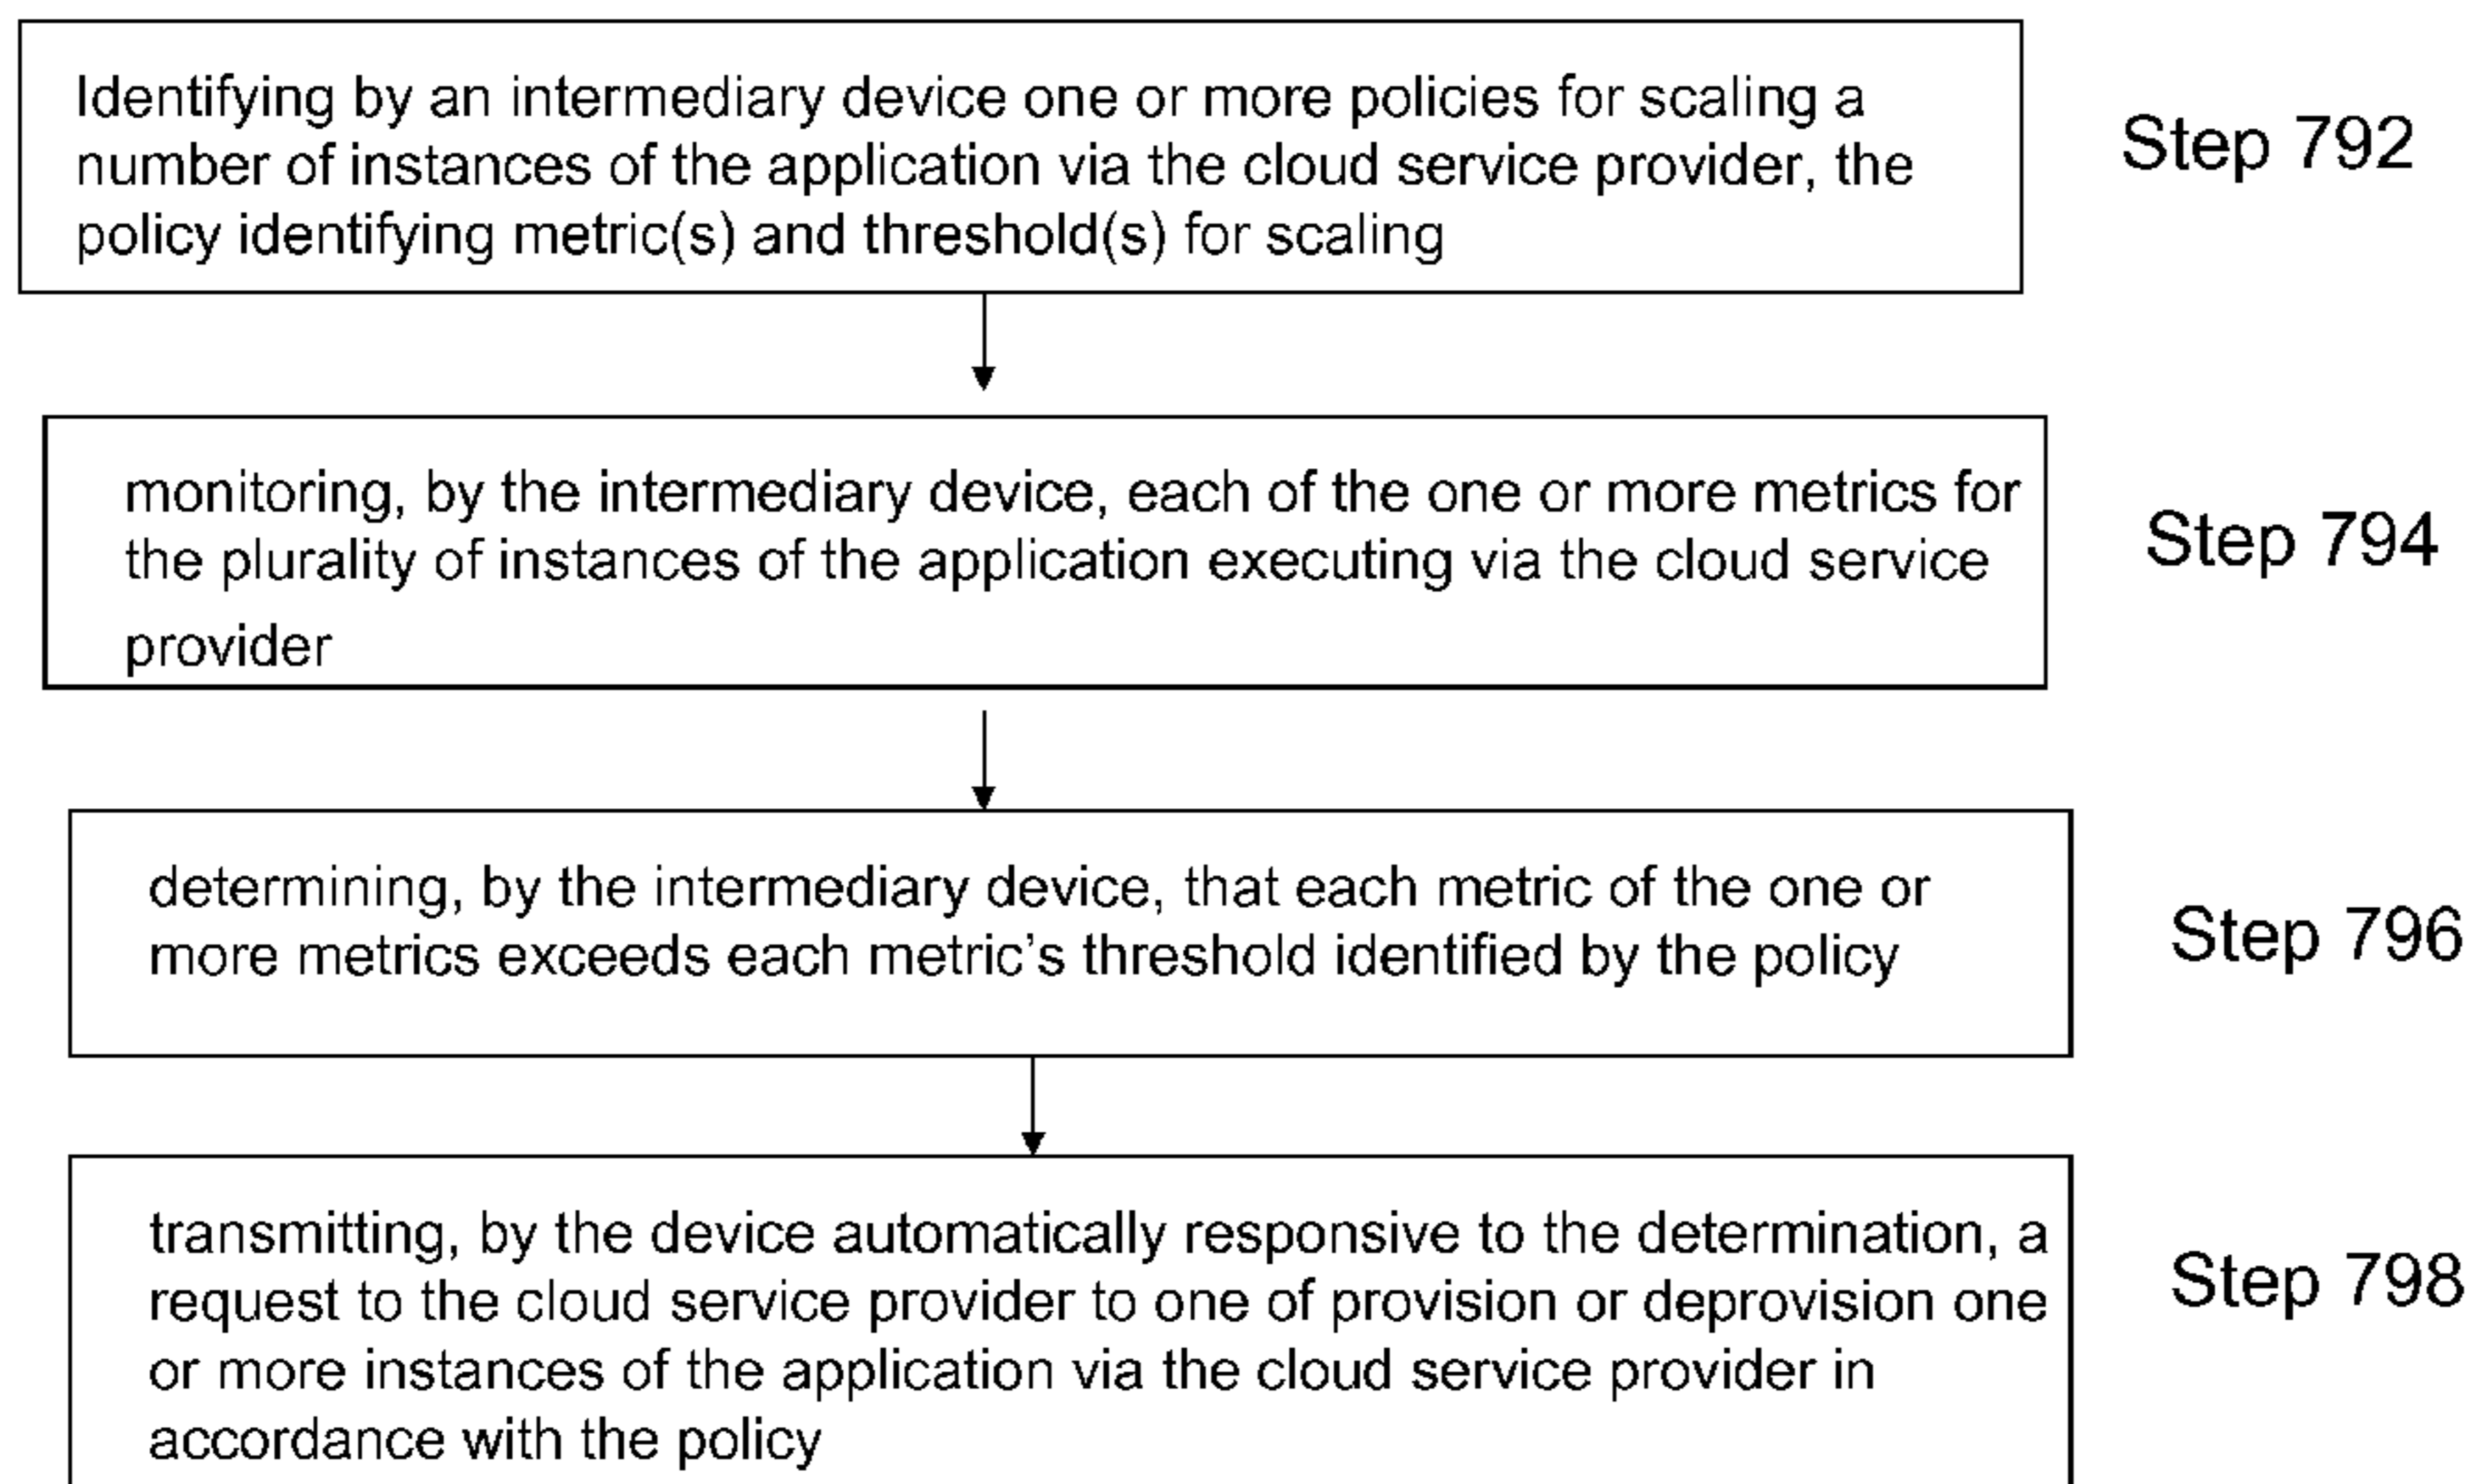 Identifying by an intermediary device one or more policies for scaling a
number of instances of the application via the cloud service provider, the
policy identifying metric(s) and threshold(s) for scaling
Step 792
monitoring, by the intermediary device, each of the one or more metrics for
the plurality of instances of the application executing via the cloud service
provider
Step 794
determining, by the intermediary device, that each metric of the one or
more metrics exceeds each metric's threshold identified by the policy
Step 796
transmitting, by the device automatically responsive to the determination, a
request to the cloud service provider to one of provision or deprovision one
or more instances of the application via the cloud service provider in
accordance with the policy
Step 798